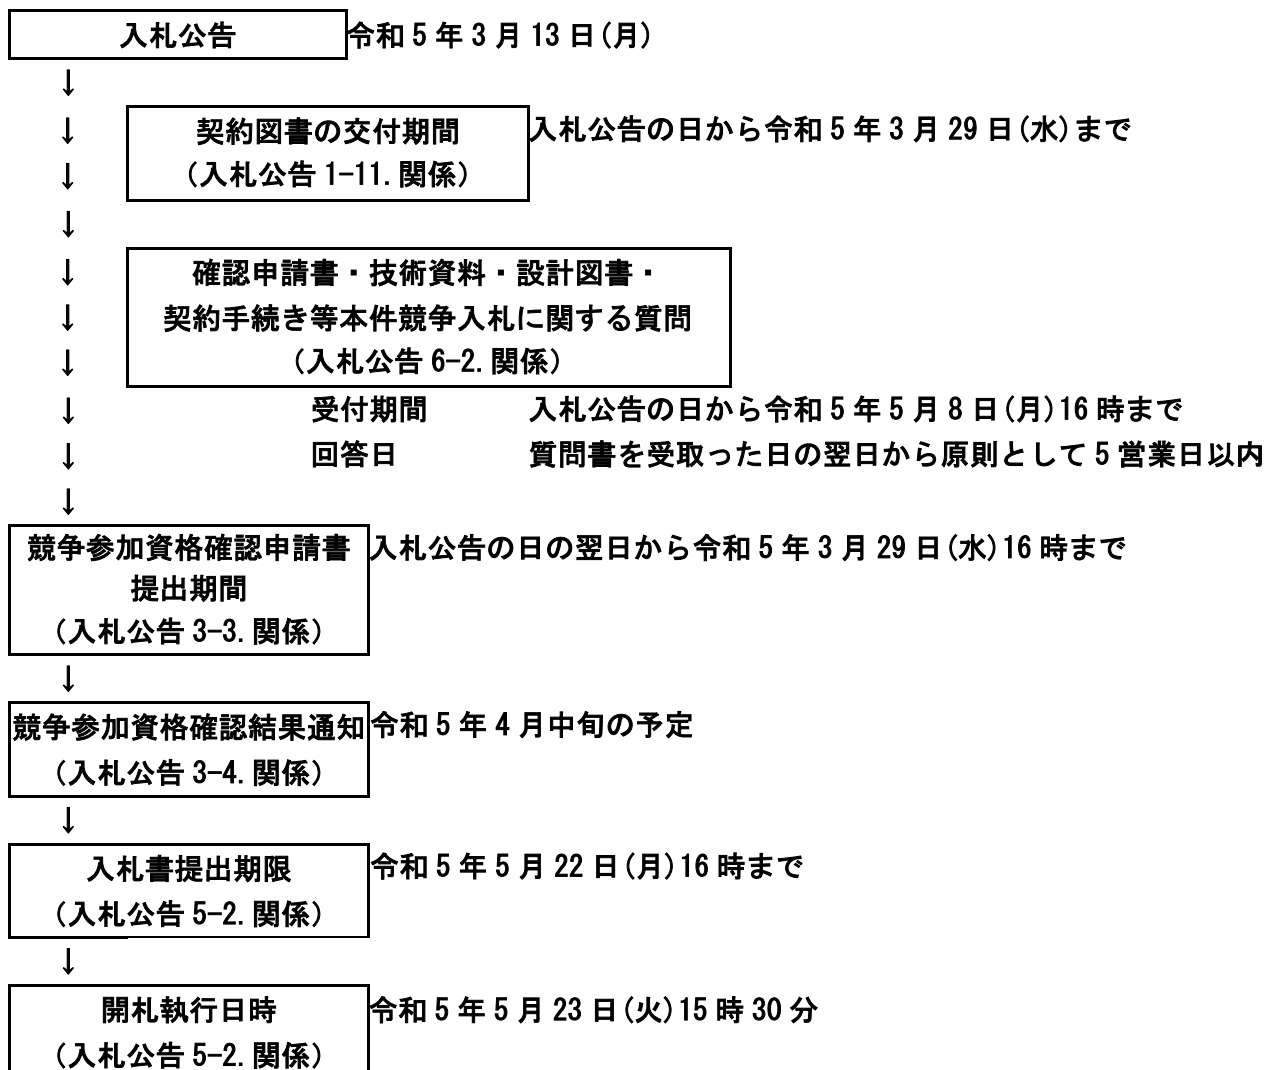 入札公告 令和5年3月13日(月)
↓
↓ 契約図書の交付期間 入札公告の日から令和5年3月29日(水)まで
↓ (入札公告1-11.関係)
↓
↓ 確認申請書・技術資料・設計図書・
↓ 契約手続き等本件競争入札に関する質問
↓ (入札公告6-2.関係)
↓ 受付期間 入札公告の日から令和5年5月8日(月)16時まで
↓ 回答日 質問書を受取った日の翌日から原則として5営業日以内
↓
競争参加資格確認申請書 入札公告の日の翌日から令和5年3月29日(水)16時まで
提出期間
(入札公告3-3.関係)
↓
競争参加資格確認結果通知 令和5年4月中旬の予定
(入札公告3-4.関係)
↓
入札書提出期限 令和5年5月22日(月)16時まで
(入札公告5-2.関係)
↓
開札執行日時 令和5年5月23日(火)15時30分
(入札公告5-2.関係)